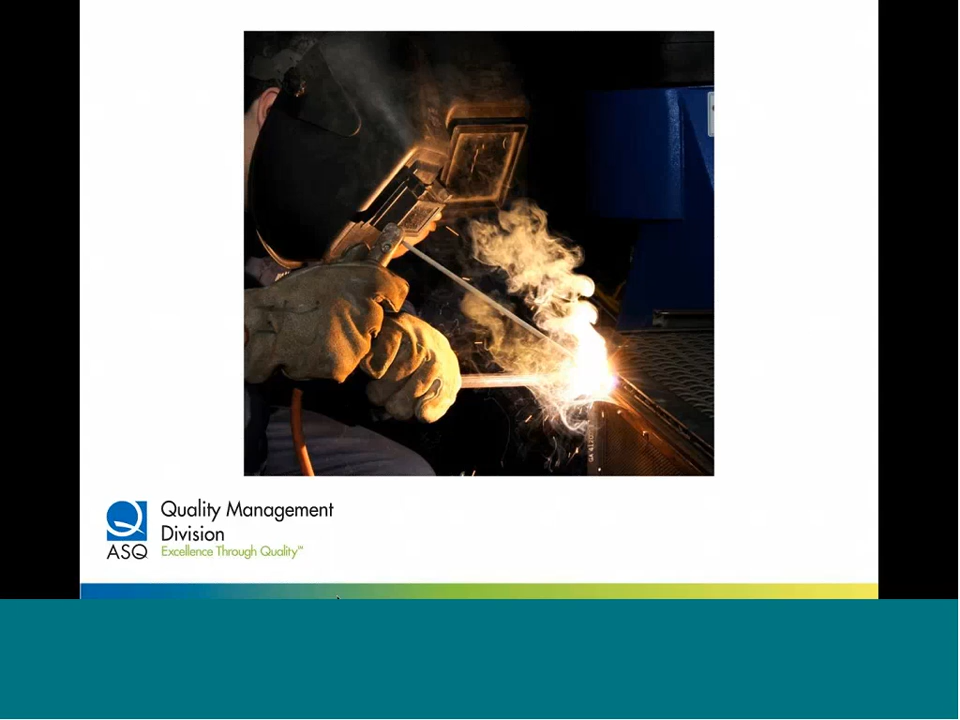 Quality Management
Division
ASQ
Excellence Through Quality™